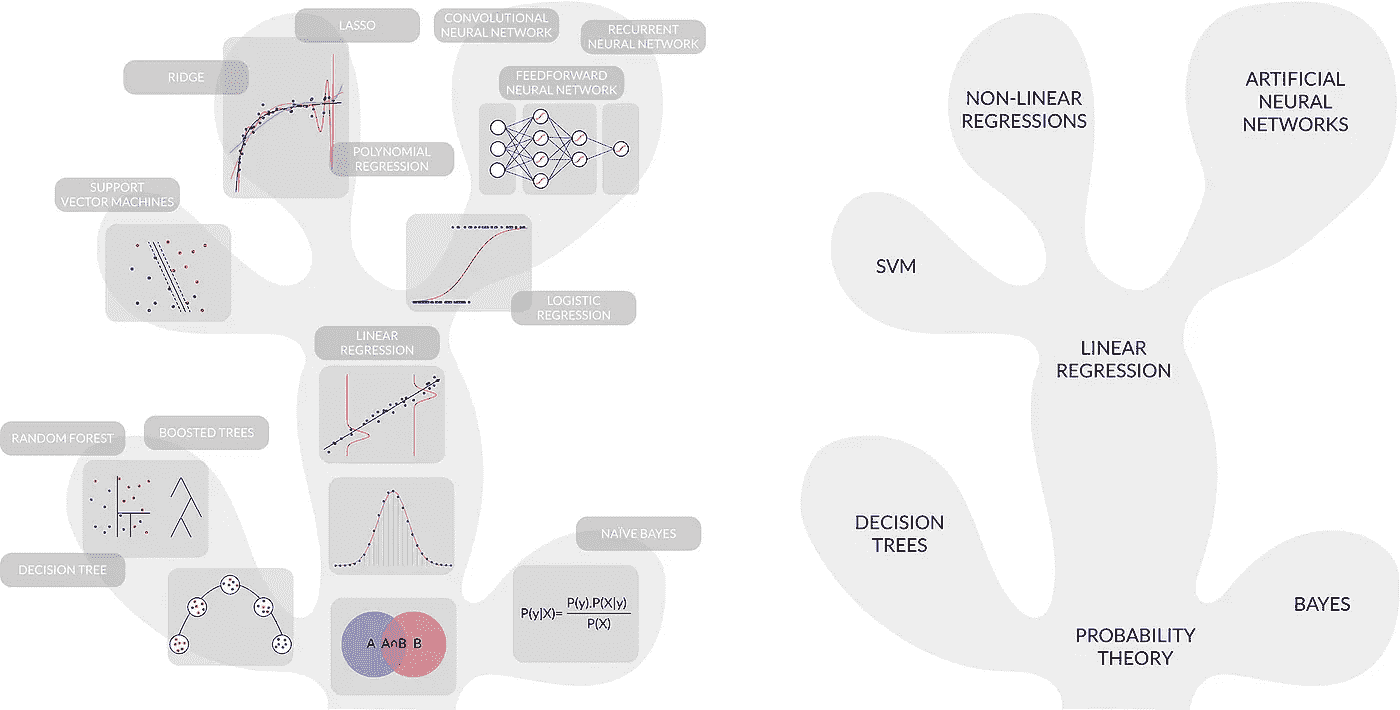 LASSO
CONVOLUTIONAL
NEURAL NETWORK
RECURRENT
NEURAL NETWORK
RIDGE
FEEDFORWARD
NEURAL NETWORK
POLYNOMIAL
REGRESSION
SUPPORT
VECTOR MACHINES
LOGISTIC
REGRESSION
LINEAR
REGRESSION
RANDOM FOREST
BOOSTED TREES
DECISION TREE
NAÏVE BAYES
P(y|X)= P(y).P(X|y)
P(X)
A A∩B B
NON-LINEAR
REGRESSIONS
ARTIFICIAL
NEURAL
NETWORKS
SVM
LINEAR
REGRESSION
DECISION
TREES
BAYES
PROBABILITY
THEORY